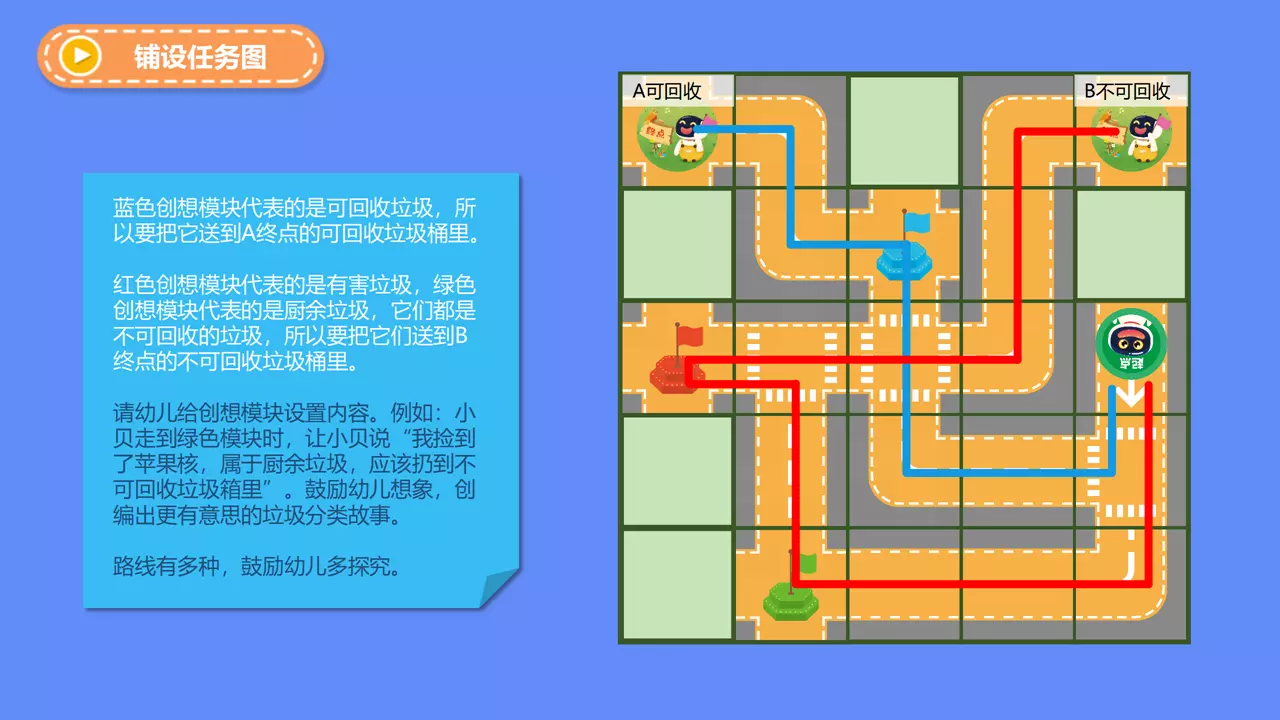 铺设任务图
A可回收
B不可回收
终点
蓝色创想模块代表的是可回收垃圾，所
以要把它送到A终点的可回收垃圾桶里。
红色创想模块代表的是有害垃圾，绿色
创想模块代表的是厨余垃圾，它们都是
不可回收的垃圾，所以要把它们送到B
终点的不可回收垃圾桶里。
请幼儿给创想模块设置内容。例如：小
贝走到绿色模块时，让小贝说“我捡到
了苹果核，属于厨余垃圾，应该扔到不
可回收垃圾箱里”。鼓励幼儿想象，创
编出更有意思的垃圾分类故事。
路线有多种，鼓励幼儿多探究。
起点